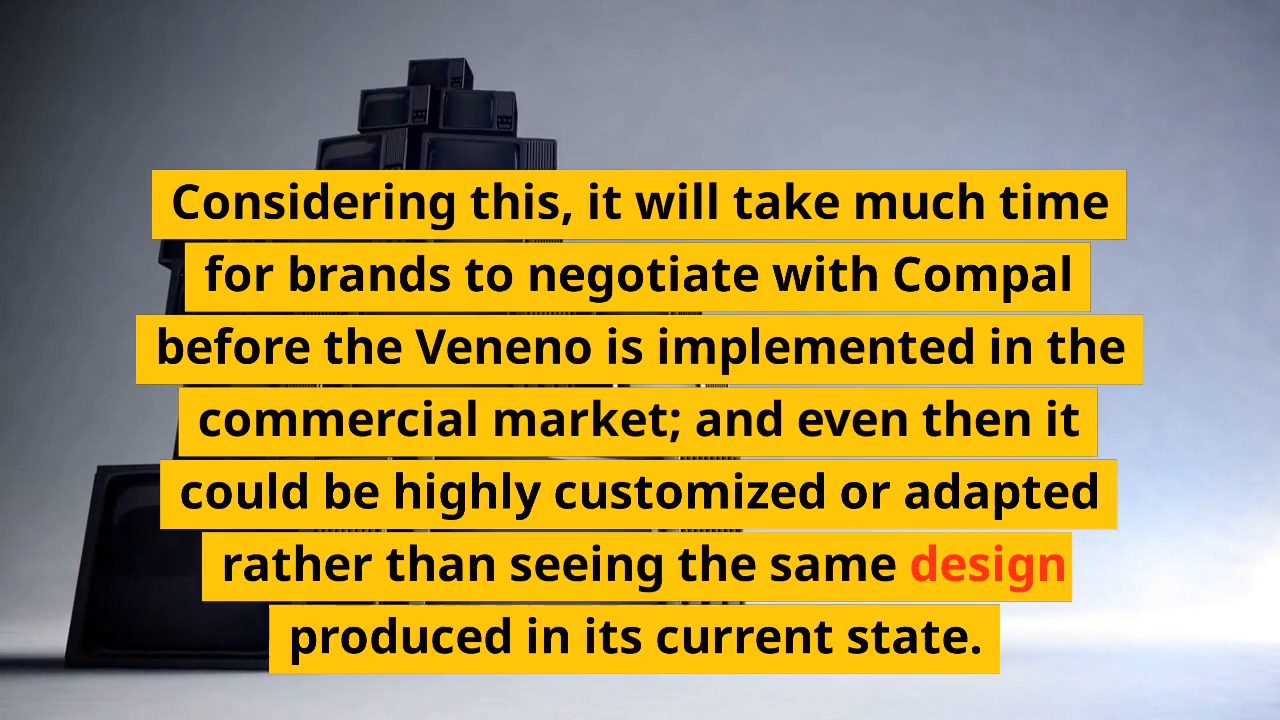 Considering this, it will take much time
for brands to negotiate with Compal
before the Veneno is implemented in the
commercial market; and even then it
could be highly customized or adapted
rather than seeing the same design
produced in its current state.